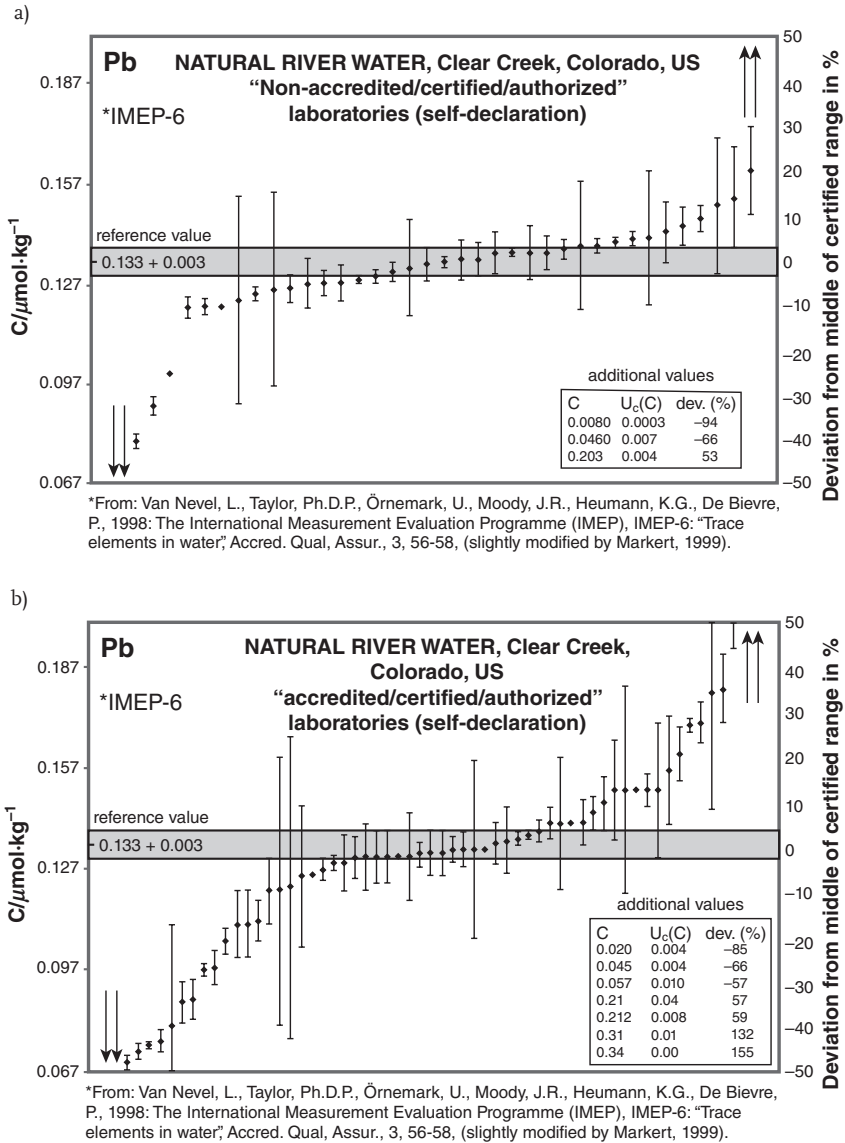 a)
Pb
NATURAL RIVER WATER, Clear Creek, Colorado, US
“Non-accredited/certified/authorized”
laboratories (self-declaration)
*IMEP-6
C/µmol·kg⁻¹
0.187
0.157
0.127
0.097
0.067
reference value
0.133 + 0.003
50
40
30
20
10
0
–10
–20
–30
–40
–50
Deviation from middle of certified range in %
additional values
C Uc(C) dev. (%)
0.0080 0.0003 –94
0.0460 0.007 –66
0.203 0.004 53
*From: Van Nevel, L., Taylor, Ph.D.P., Örnemark, U., Moody, J.R., Heumann, K.G., De Bievre,
P., 1998: The International Measurement Evaluation Programme (IMEP), IMEP-6: “Trace
elements in water”, Accred. Qual, Assur., 3, 56-58, (slightly modified by Markert, 1999).
b)
Pb
NATURAL RIVER WATER, Clear Creek,
Colorado, US
“accredited/certified/authorized”
laboratories (self-declaration)
*IMEP-6
C/µmol·kg⁻¹
0.187
0.157
0.127
0.097
0.067
reference value
0.133 + 0.003
50
40
30
20
10
0
–10
–20
–30
–40
–50
Deviation from middle of certified range in %
additional values
C Uc(C) dev. (%)
0.020 0.004 –85
0.045 0.004 –66
0.057 0.010 –57
0.21 0.04 57
0.212 0.008 59
0.31 0.01 132
0.34 0.00 155
*From: Van Nevel, L., Taylor, Ph.D.P., Örnemark, U., Moody, J.R., Heumann, K.G., De Bievre,
P., 1998: The International Measurement Evaluation Programme (IMEP), IMEP-6: “Trace
elements in water”, Accred. Qual, Assur., 3, 56-58, (slightly modified by Markert, 1999).